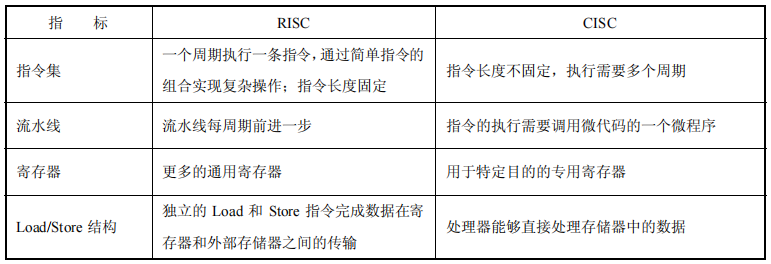 指 标 RISC CISC
指令集 一个周期执行一条指令，通过简单指令的
组合实现复杂操作；指令长度固定 指令长度不固定，执行需要多个周期
流水线 流水线每周期前进一步 指令的执行需要调用微代码的一个微程序
寄存器 更多的通用寄存器 用于特定目的的专用寄存器
Load/Store 结构 独立的 Load 和 Store 指令完成数据在寄
存器和外部存储器之间的传输 处理器能够直接处理存储器中的数据